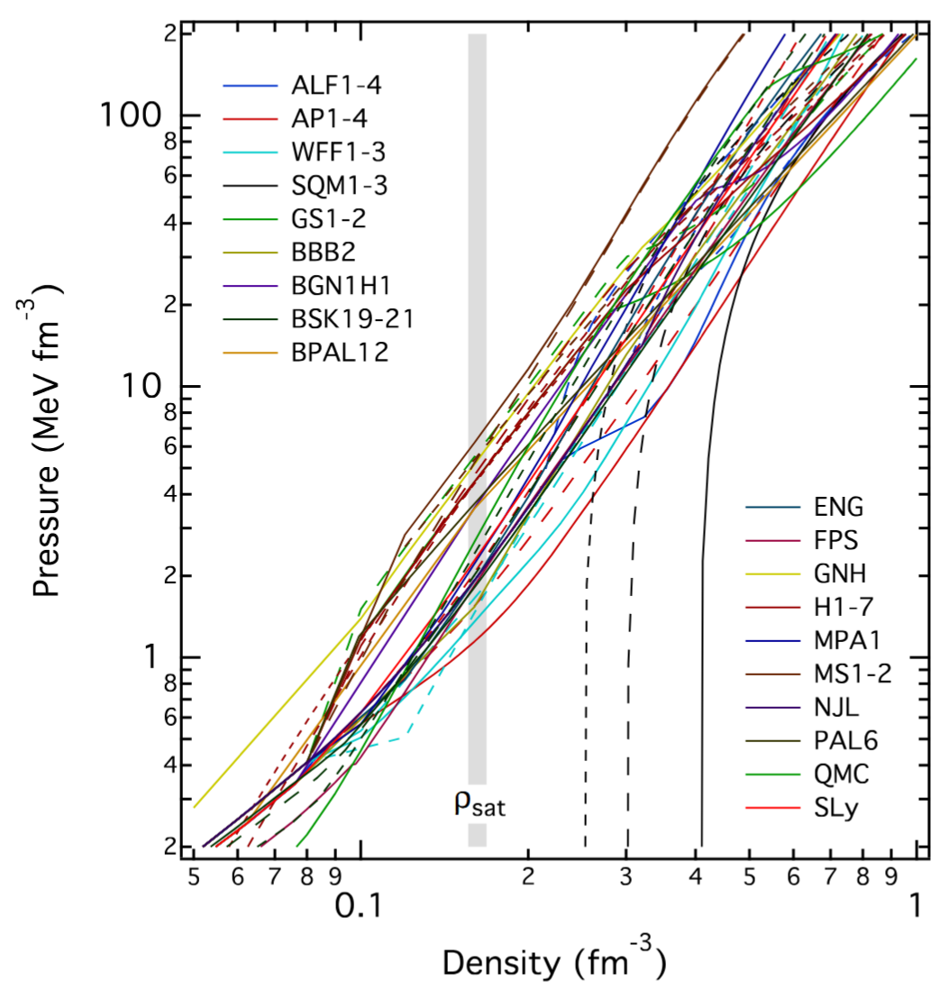 2
100
8
6
4
2
10
8
6
4
2
1
8
6
4
2
Pressure (MeV fm-3)
ALF1-4
AP1-4
WFF1-3
SQM1-3
GS1-2
BBB2
BGN1H1
BSK19-21
BPAL12
ENG
FPS
GNH
H1-7
MPA1
MS1-2
NJL
PAL6
QMC
SLy
ρsat
5 6 7 8 9 2 3 4 5 6 7 8 9
0.1 1
Density (fm-3)